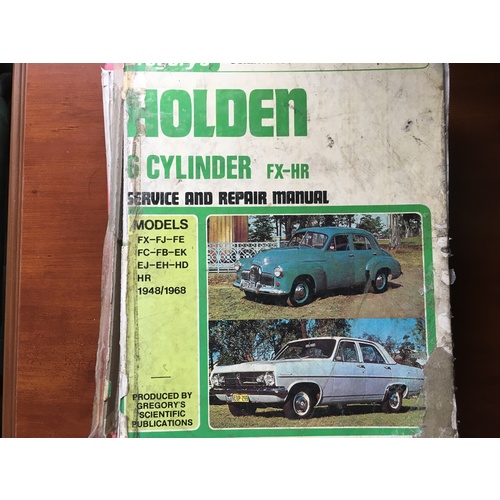 HOLDEN
6 CYLINDER FX-HR
SERVICE AND REPAIR MANUAL
MODELS
FX-FJ-FE
FC-FB-EK
EJ-EH-HD
HR
1948/1968
PRODUCED BY
GREGORY'S
SCIENTIFIC
PUBLICATIONS